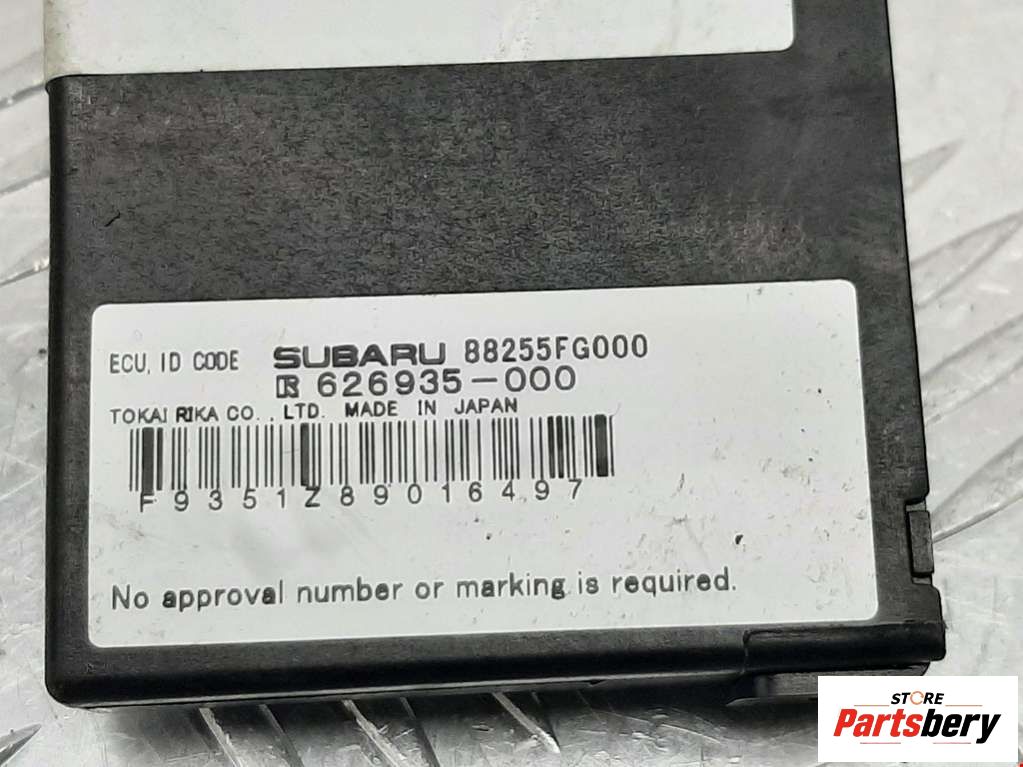 ECU, ID CODE SUBARU 88255FG000
R 626935-000
TOKAI RIKA CO., LTD. MADE IN JAPAN
F9351Z89016497
No approval number or marking is required.
STORE
Partsbery